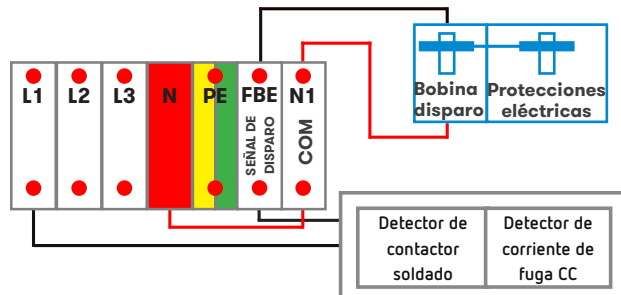 L1 L2 L3 N PE FBE N1
SEÑAL DE
DISPARO
COM
Bobina
disparo
Protecciones
eléctricas
Detector de
contactor
soldado
Detector de
corriente de
fuga CC